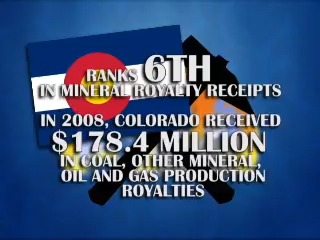 RANKS 6TH
IN MINERAL ROYALTY RECEIPTS
IN 2008, COLORADO RECEIVED
$178.4 MILLION
IN COAL, OTHER MINERAL,
OIL AND GAS PRODUCTION
ROYALTIES